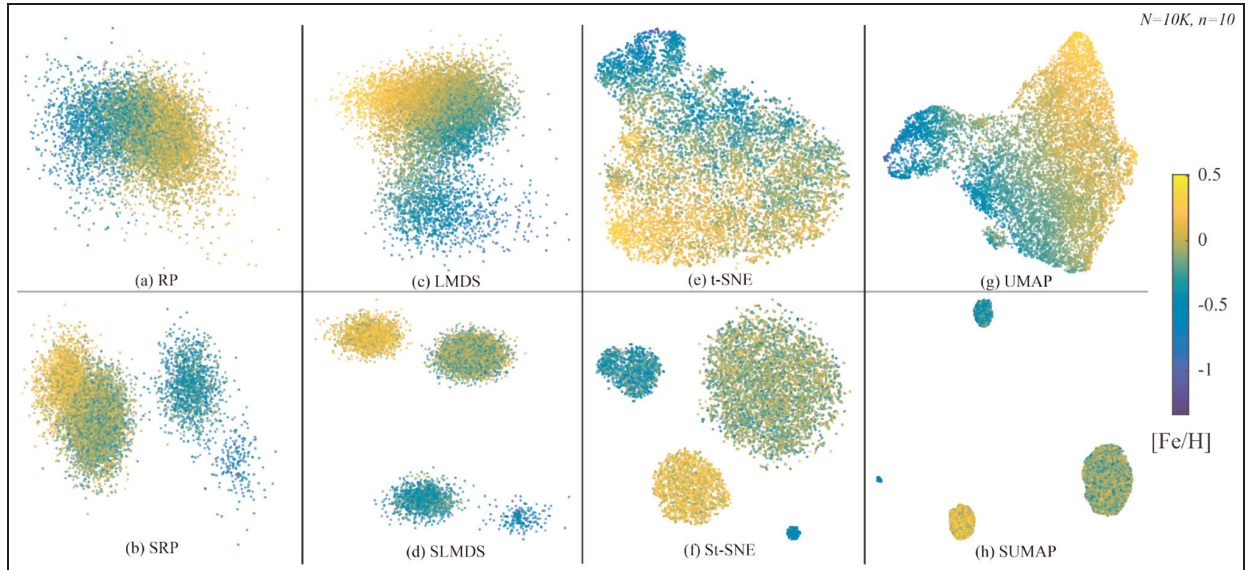 N=10K, n=10
(a) RP
(c) LMDS
(e) t-SNE
(g) UMAP
0.5
0
-0.5
-1
[Fe/H]
(b) SRP
(d) SLMDS
(f) St-SNE
(h) SUMAP